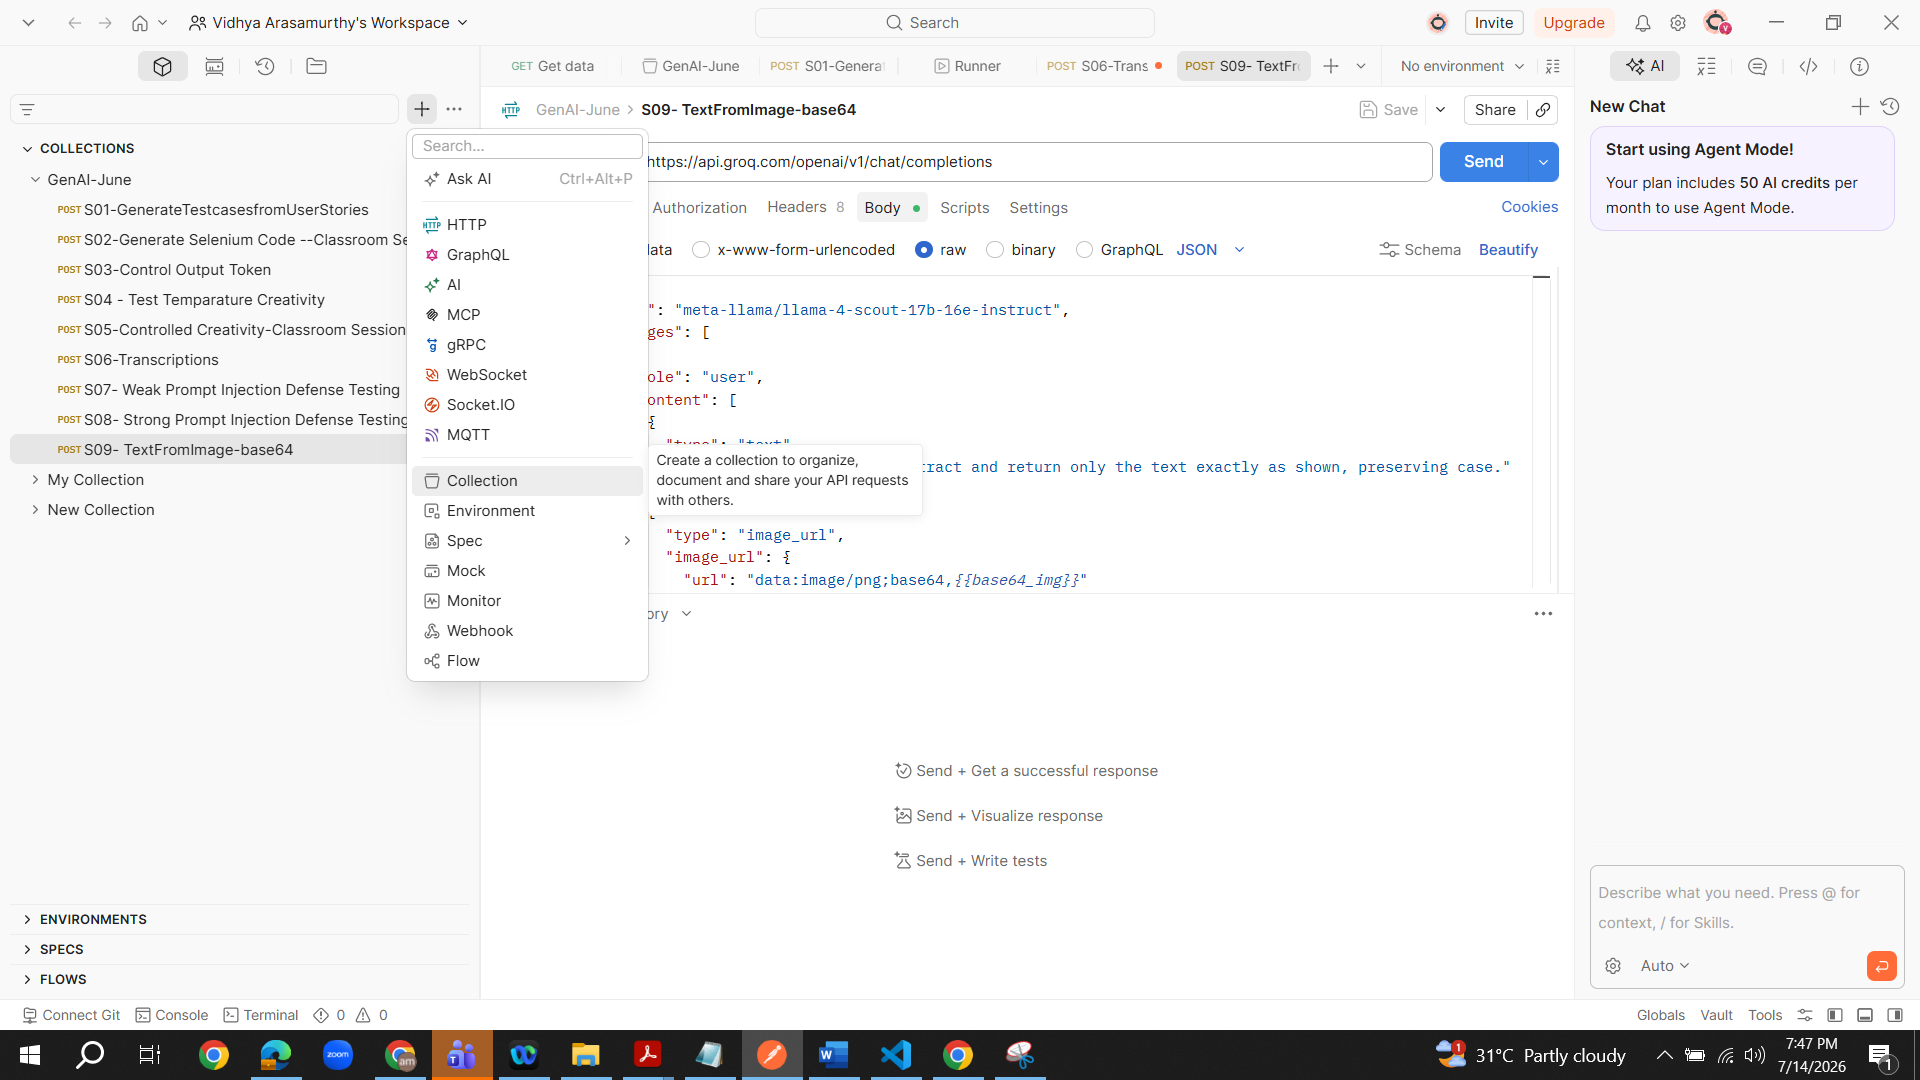 Vidhya Arasamurthy's Workspace
Search
Invite
Upgrade
V
GET Get data
GenAI-June
POST S01-Genera
Runner
POST S06-Trans
POST S09- TextFr
No environment
AI
COLLECTIONS
GenAI-June
POST S01-GenerateTestcasesfromUserStories
POST S02-Generate Selenium Code --Classroom Se
POST S03-Control Output Token
POST S04 - Test Temparature Creativity
POST S05-Controlled Creativity-Classroom Session
POST S06-Transcriptions
POST S07- Weak Prompt Injection Defense Testing
POST S08- Strong Prompt Injection Defense Testing
POST S09- TextFromImage-base64
My Collection
New Collection
ENVIRONMENTS
SPECS
FLOWS
Search...
Ask AI Ctrl+Alt+P
HTTP
GraphQL
AI
MCP
gRPC
WebSocket
Socket.IO
MQTT
Collection
Environment
Spec
Mock
Monitor
Webhook
Flow
Create a collection to organize,
document and share your API requests
with others.
HTTP GenAI-June > S09- TextFromImage-base64
Save
Share
https://api.groq.com/openai/v1/chat/completions
Send
Authorization Headers 8 Body Scripts Settings
Cookies
ata x-www-form-urlencoded raw binary GraphQL JSON
Schema Beautify
": "meta-llama/llama-4-scout-17b-16e-instruct",
ges": [
ole": "user",
ontent": [
{
"type": "text"
tract and return only the text exactly as shown, preserving case."
{
"type": "image_url",
"image_url": {
"url": "data:image/png;base64,{{base64_img}}"
ory
Send + Get a successful response
Send + Visualize response
Send + Write tests
New Chat
Start using Agent Mode!
Your plan includes 50 AI credits per
month to use Agent Mode.
Describe what you need. Press @ for
context, / for Skills.
Auto
Connect Git Console Terminal 0 0
Globals Vault Tools
zoom
am
T
W
1
31°C Partly cloudy
7:47 PM
7/14/2026
1